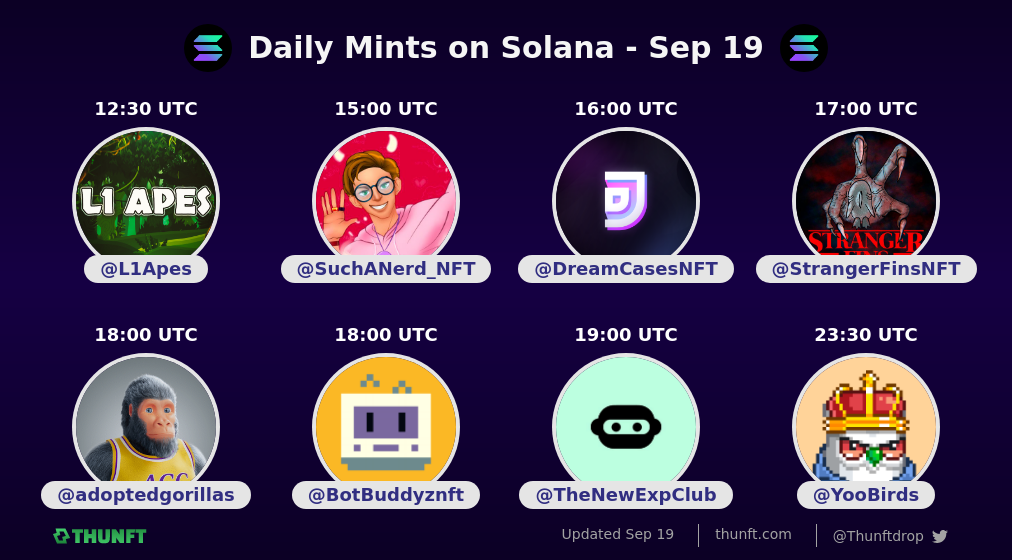 Daily Mints on Solana - Sep 19
12:30 UTC
15:00 UTC
16:00 UTC
17:00 UTC
L1 APES
STRANGER
FINS
@L1Apes
@SuchANerd_NFT
@DreamCasesNFT
@StrangerFinsNFT
18:00 UTC
18:00 UTC
19:00 UTC
23:30 UTC
AGC
@adoptedgorillas
@BotBuddyznft
@TheNewExpClub
@YooBirds
THUNFT
Updated Sep 19
thunft.com
@Thunftdrop